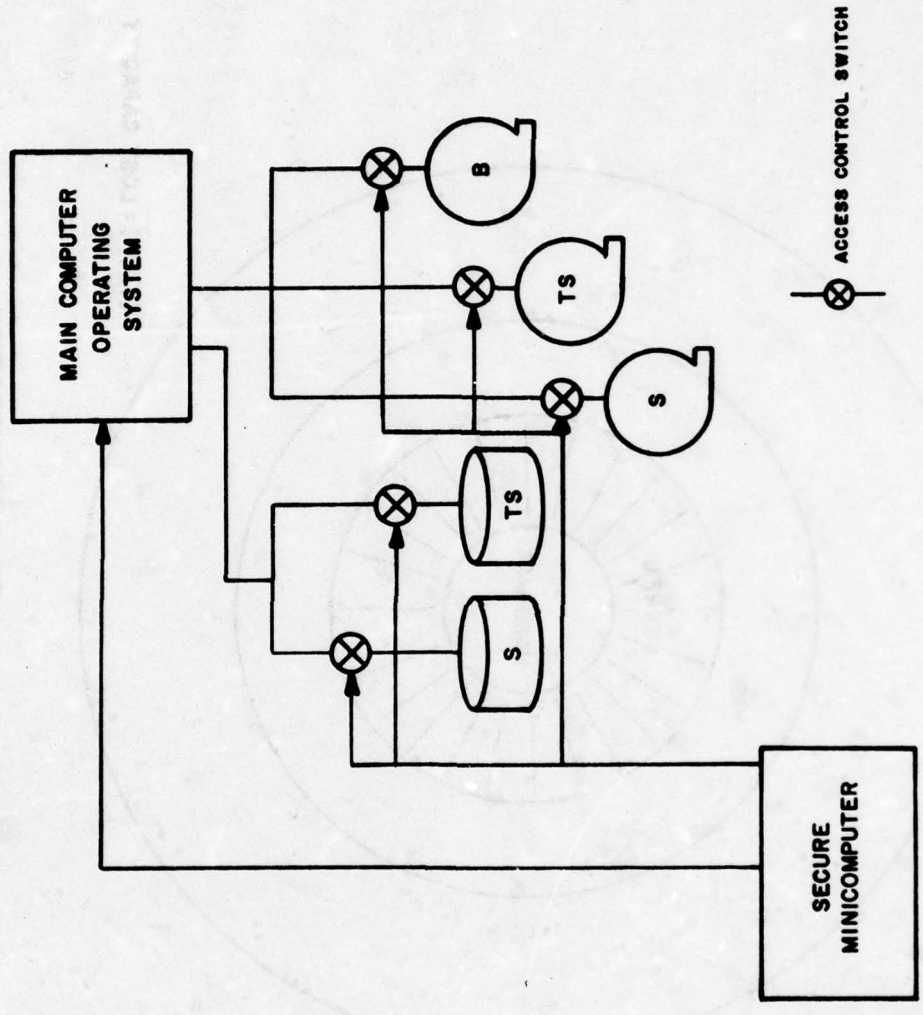 MAIN COMPUTER
OPERATING
SYSTEM
B
TS
S
TS
S
ACCESS CONTROL SWITCH
SECURE
MINICOMPUTER